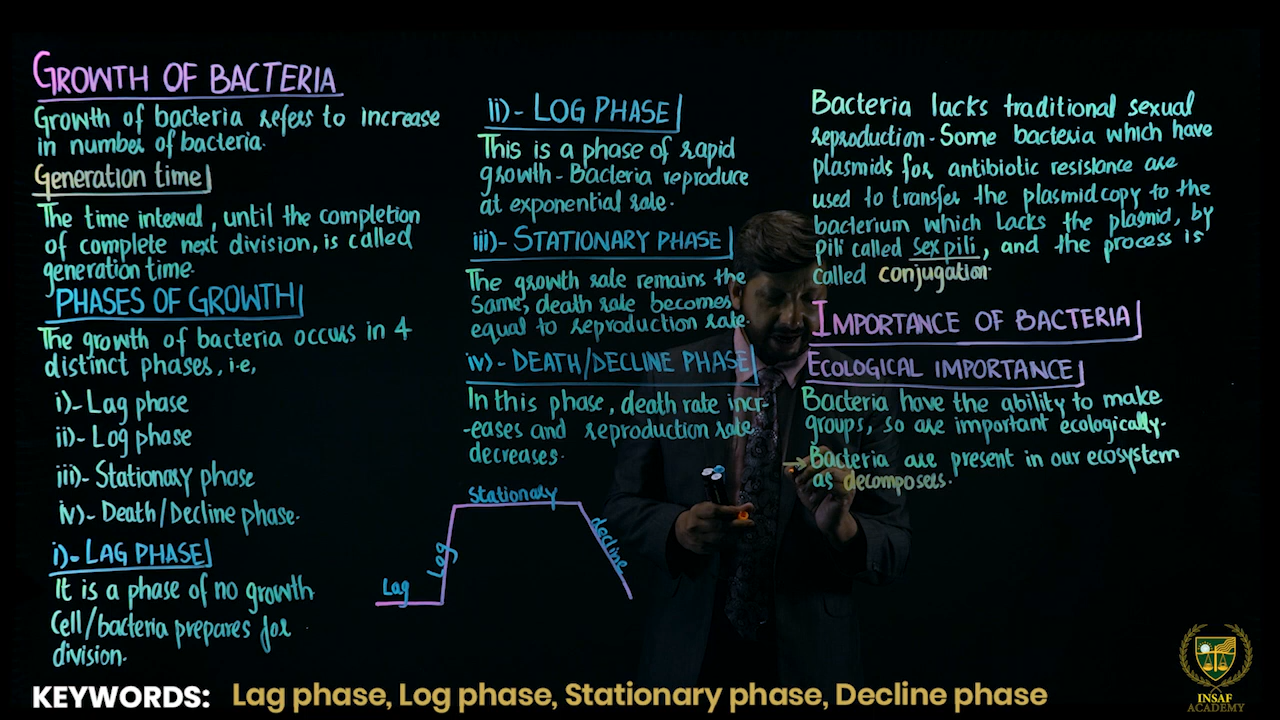 GROWTH OF BACTERIA
Growth of bacteria refers to increase
in number of bacteria.
Generation time
The time interval, until the completion
of complete next division, is called
generation time.
PHASES OF GROWTH
The growth of bacteria occurs in 4
distinct phases, i.e,
i)- Lag phase
ii)- Log phase
iii)- Stationary phase
iv)- Death/Decline phase.
i)- LAG PHASE
It is a phase of no growth
Cell/bacteria prepares for
division.
ii)- LOG PHASE
This is a phase of rapid
growth- Bacteria reproduce
at exponential rate.
iii)- STATIONARY PHASE
The growth rate remains the
Same, death rate becomes
equal to reproduction rate.
iv)- DEATH/DECLINE PHASE
In this phase, death rate incr-
-eases and reproduction rate
decreases.
Lag
Log
Stationary
decline
Bacteria lacks traditional sexual
reproduction- Some bacteria which have
plasmids for antibiotic resistance are
used to transfer the plasmid copy to the
bacterium which lacks the plasmid, by
pili called sex pili, and the process is
called conjugation.
IMPORTANCE OF BACTERIA
ECOLOGICAL IMPORTANCE
Bacteria have the ability to make
groups, so are important ecologically.
→ Bacteria are present in our ecosystem
as decomposers.
KEYWORDS: Lag phase, Log phase, Stationary phase, Decline phase
INSAF
ACADEMY